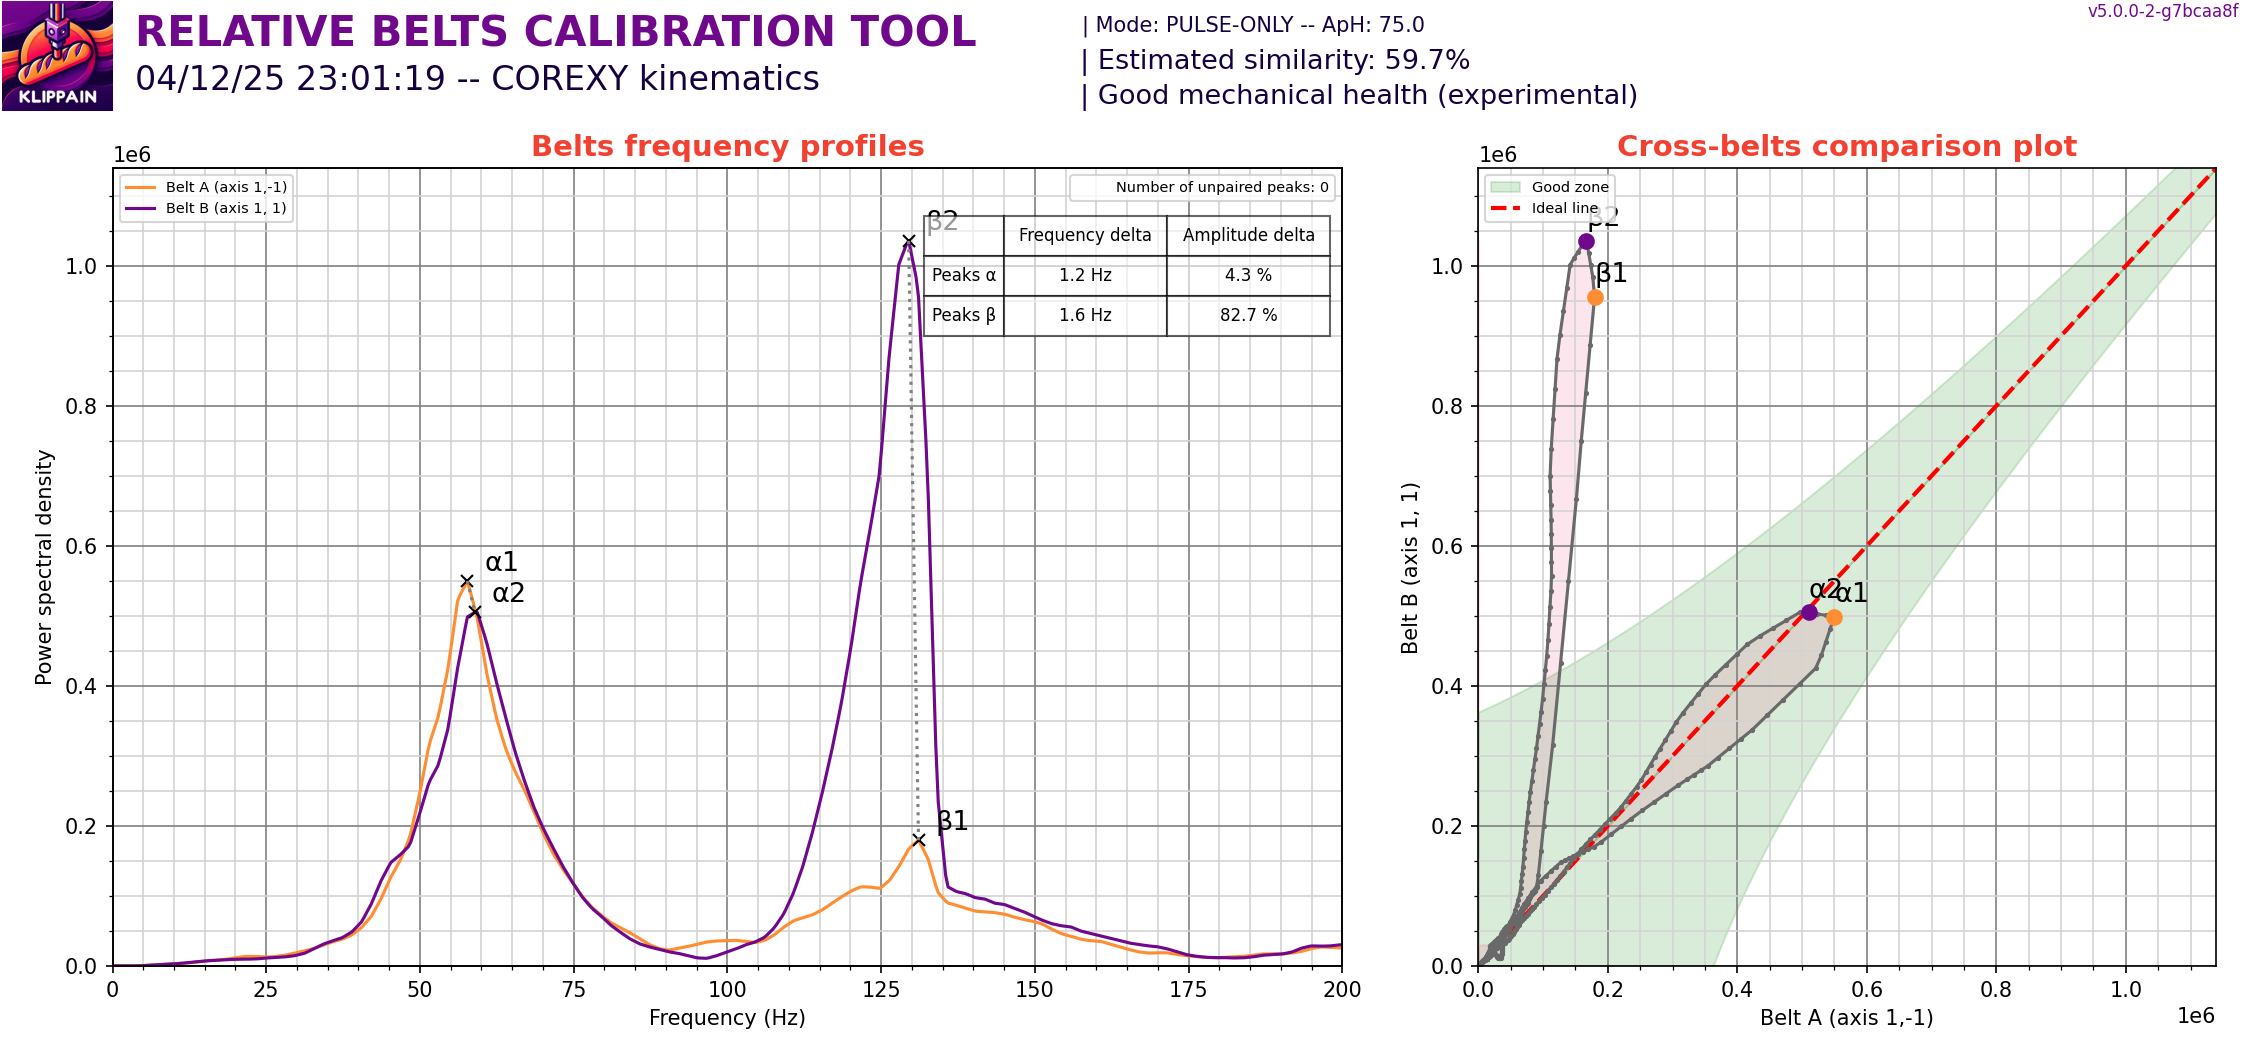 KLIPPAIN
RELATIVE BELTS CALIBRATION TOOL
04/12/25 23:01:19 -- COREXY kinematics
| Mode: PULSE-ONLY -- ApH: 75.0
| Estimated similarity: 59.7%
| Good mechanical health (experimental)
v5.0.0-2-g7bcaa8f
Belts frequency profiles
1e6
Belt A (axis 1,-1)
Belt B (axis 1, 1)
Number of unpaired peaks: 0
Frequency delta Amplitude delta
Peaks α 1.2 Hz 4.3 %
Peaks β 1.6 Hz 82.7 %
β2
α1
α2
β1
1.0
0.8
0.6
0.4
0.2
0.0
Power spectral density
0 25 50 75 100 125 150 175 200
Frequency (Hz)
Cross-belts comparison plot
1e6
Good zone
Ideal line
β2
β1
α2
α1
1.0
0.8
0.6
0.4
0.2
0.0
Belt B (axis 1, 1)
0.0 0.2 0.4 0.6 0.8 1.0
Belt A (axis 1,-1)
1e6